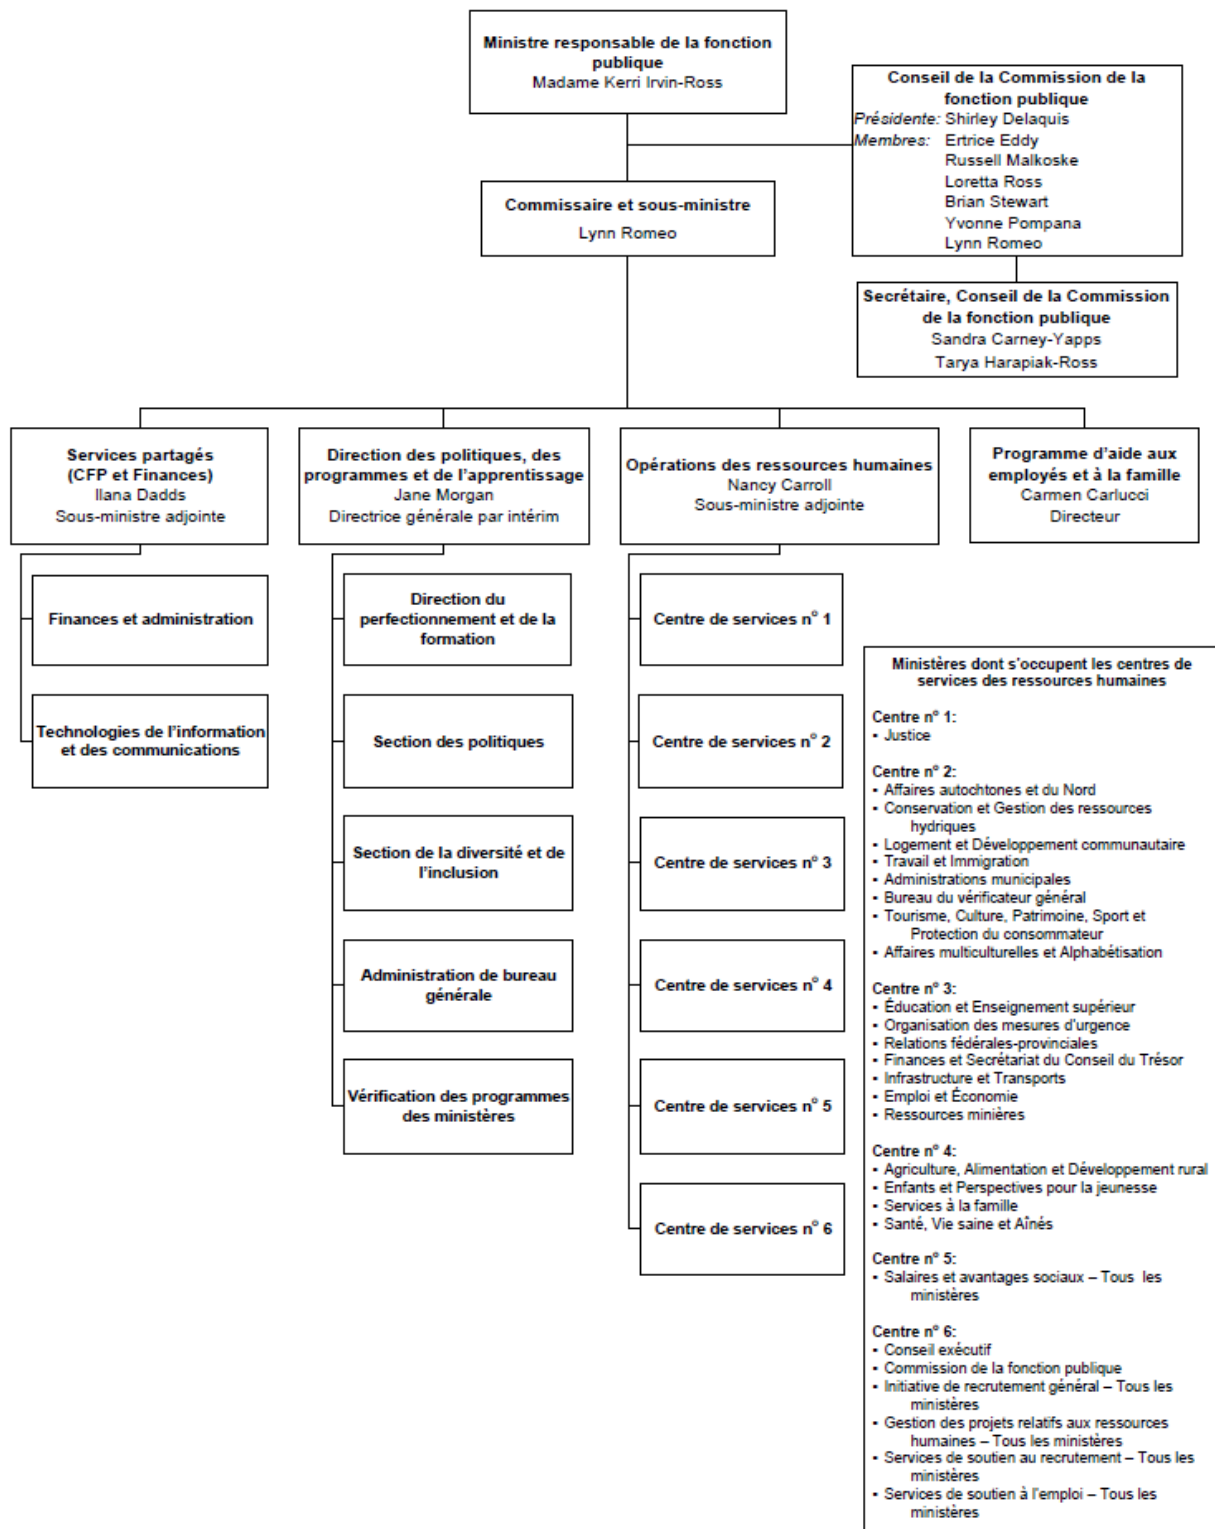 Ministre responsable de la fonction
publique
Madame Kerri Irvin-Ross
Conseil de la Commission de la
fonction publique
Présidente: Shirley Delaquis
Membres: Ertrice Eddy
Russell Malkoske
Loretta Ross
Brian Stewart
Yvonne Pompana
Lynn Romeo
Commissaire et sous-ministre
Lynn Romeo
Secrétaire, Conseil de la Commission
de la fonction publique
Sandra Carney-Yapps
Tarya Harapiak-Ross
Services partagés
(CFP et Finances)
Ilana Dadds
Sous-ministre adjointe
Direction des politiques, des
programmes et de l'apprentissage
Jane Morgan
Directrice générale par intérim
Opérations des ressources humaines
Nancy Carroll
Sous-ministre adjointe
Programme d'aide aux
employés et à la famille
Carmen Carlucci
Directeur
Finances et administration
Technologies de l'information
et des communications
Direction du
perfectionnement et de la
formation
Section des politiques
Section de la diversité et de
l'inclusion
Administration de bureau
générale
Vérification des programmes
des ministères
Centre de services n° 1
Centre de services n° 2
Centre de services n° 3
Centre de services n° 4
Centre de services n° 5
Centre de services n° 6
Ministères dont s'occupent les centres de
services des ressources humaines
Centre n° 1:
▪ Justice
Centre n° 2:
▪ Affaires autochtones et du Nord
▪ Conservation et Gestion des ressources
hydriques
▪ Logement et Développement communautaire
▪ Travail et Immigration
▪ Administrations municipales
▪ Bureau du vérificateur général
▪ Tourisme, Culture, Patrimoine, Sport et
Protection du consommateur
▪ Affaires multiculturelles et Alphabétisation
Centre n° 3:
▪ Éducation et Enseignement supérieur
▪ Organisation des mesures d'urgence
▪ Relations fédérales-provinciales
▪ Finances et Secrétariat du Conseil du Trésor
▪ Infrastructure et Transports
▪ Emploi et Économie
▪ Ressources minières
Centre n° 4:
▪ Agriculture, Alimentation et Développement rural
▪ Enfants et Perspectives pour la jeunesse
▪ Services à la famille
▪ Santé, Vie saine et Aînés
Centre n° 5:
▪ Salaires et avantages sociaux – Tous les
ministères
Centre n° 6:
▪ Conseil exécutif
▪ Commission de la fonction publique
▪ Initiative de recrutement général – Tous les
ministères
▪ Gestion des projets relatifs aux ressources
humaines – Tous les ministères
▪ Services de soutien au recrutement – Tous les
ministères
▪ Services de soutien à l'emploi – Tous les
ministères